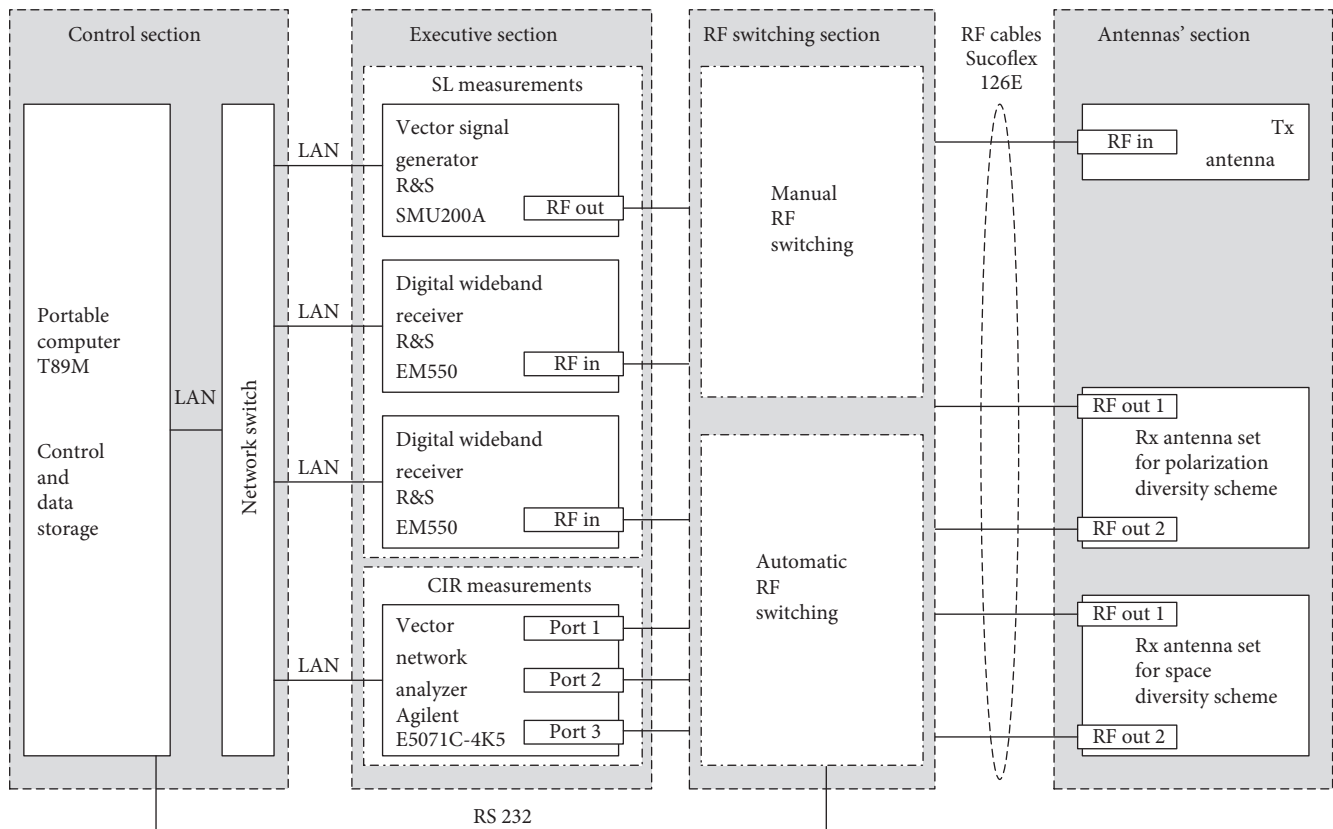 Control section
Portable
computer
T89M
Control
and
data
storage
LAN
Network switch
LAN
LAN
LAN
LAN
Executive section
SL measurements
Vector signal
generator
R&S
SMU200A
RF out
Digital wideband
receiver
R&S
EM550
RF in
Digital wideband
receiver
R&S
EM550
RF in
CIR measurements
Vector
network
analyzer
Agilent
E5071C-4K5
Port 1
Port 2
Port 3
RF switching section
Manual
RF
switching
Automatic
RF
switching
RF cables
Sucoflex
126E
Antennas' section
RF in
Tx
antenna
RF out 1
Rx antenna set
for polarization
diversity scheme
RF out 2
RF out 1
Rx antenna set
for space
diversity scheme
RF out 2
RS 232